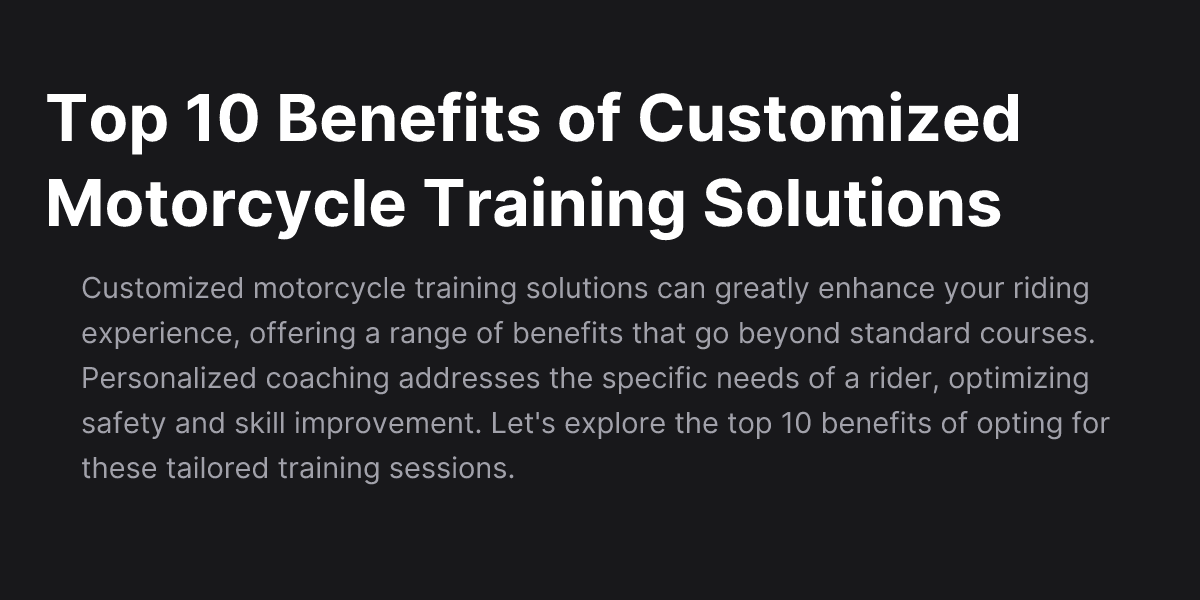 Top 10 Benefits of Customized
Motorcycle Training Solutions
Customized motorcycle training solutions can greatly enhance your riding
experience, offering a range of benefits that go beyond standard courses.
Personalized coaching addresses the specific needs of a rider, optimizing
safety and skill improvement. Let's explore the top 10 benefits of opting for
these tailored training sessions.